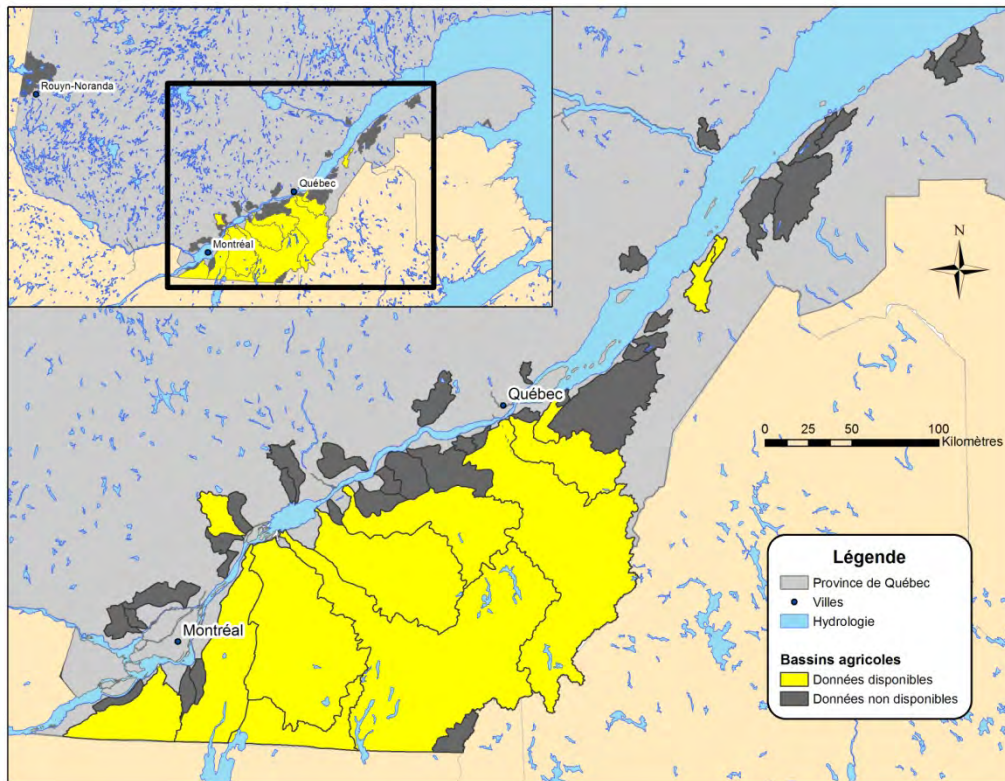 Rouyn-Noranda
Québec
Montréal
N
Québec
0 25 50 100
Kilomètres
Montréal
Légende
Province de Québec
Villes
Hydrologie
Bassins agricoles
Données disponibles
Données non disponibles